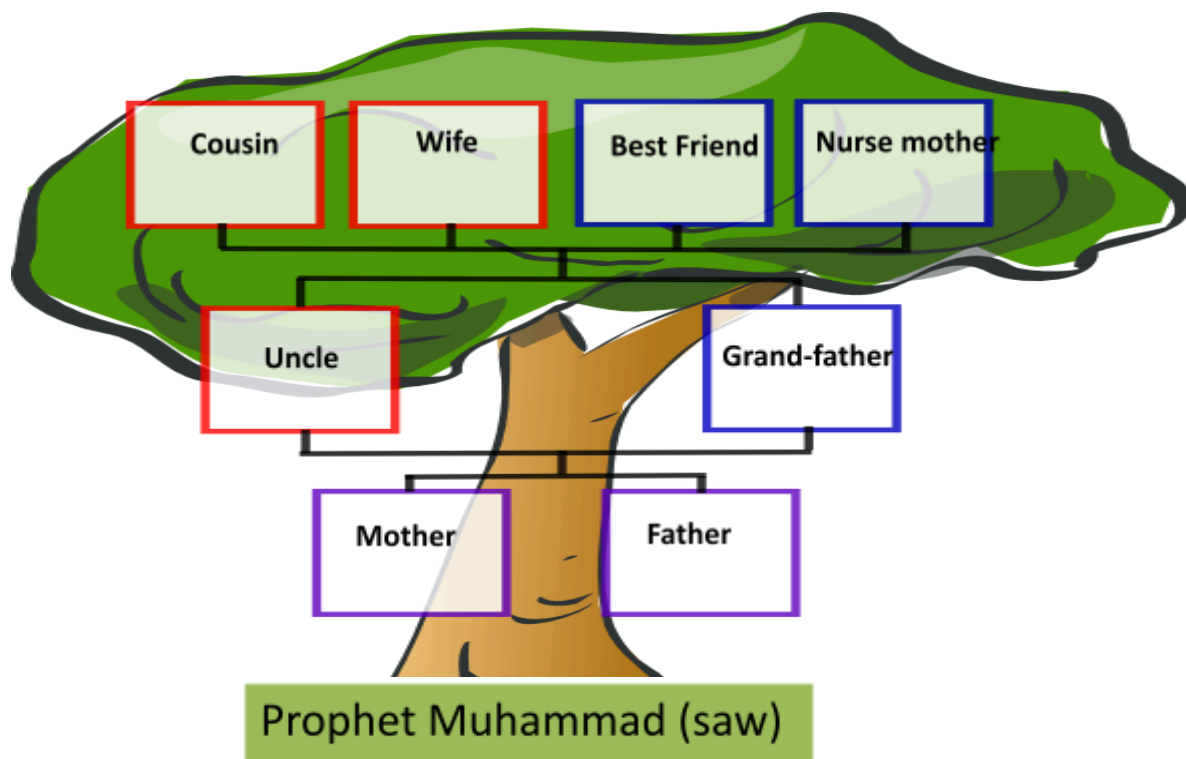 Cousin
Wife
Best Friend
Nurse mother
Uncle
Grand-father
Mother
Father
Prophet Muhammad (saw)